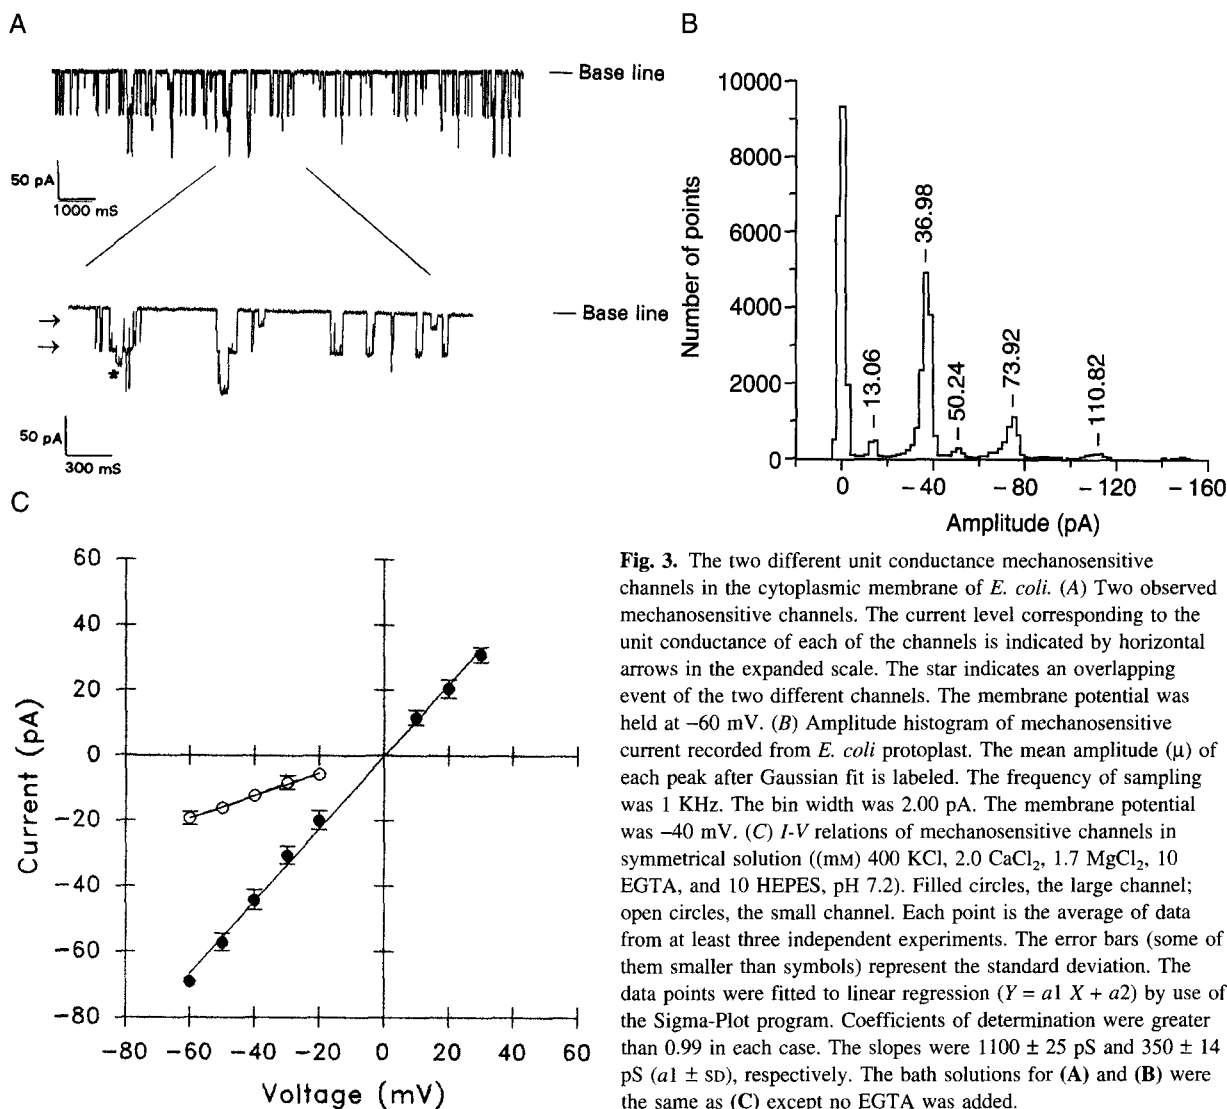 A
Base line
50 pA
1000 mS
→
→
*
Base line
50 pA
300 mS
B
10000
8000
6000
4000
2000
0
Number of points
13.06
36.98
50.24
73.92
110.82
0
−40
−80
−120
−160
Amplitude (pA)
C
60
40
20
0
−20
−40
−60
−80
Current (pA)
−80
−60
−40
−20
0
20
40
60
Voltage (mV)
Fig. 3. The two different unit conductance mechanosensitive
channels in the cytoplasmic membrane of E. coli. (A) Two observed
mechanosensitive channels. The current level corresponding to the
unit conductance of each of the channels is indicated by horizontal
arrows in the expanded scale. The star indicates an overlapping
event of the two different channels. The membrane potential was
held at –60 mV. (B) Amplitude histogram of mechanosensitive
current recorded from E. coli protoplast. The mean amplitude (μ) of
each peak after Gaussian fit is labeled. The frequency of sampling
was 1 KHz. The bin width was 2.00 pA. The membrane potential
was –40 mV. (C) I-V relations of mechanosensitive channels in
symmetrical solution ((mM) 400 KCl, 2.0 CaCl₂, 1.7 MgCl₂, 10
EGTA, and 10 HEPES, pH 7.2). Filled circles, the large channel;
open circles, the small channel. Each point is the average of data
from at least three independent experiments. The error bars (some of
them smaller than symbols) represent the standard deviation. The
data points were fitted to linear regression (Y = a1 X + a2) by use of
the Sigma-Plot program. Coefficients of determination were greater
than 0.99 in each case. The slopes were 1100 ± 25 pS and 350 ± 14
pS (a1 ± SD), respectively. The bath solutions for (A) and (B) were
the same as (C) except no EGTA was added.